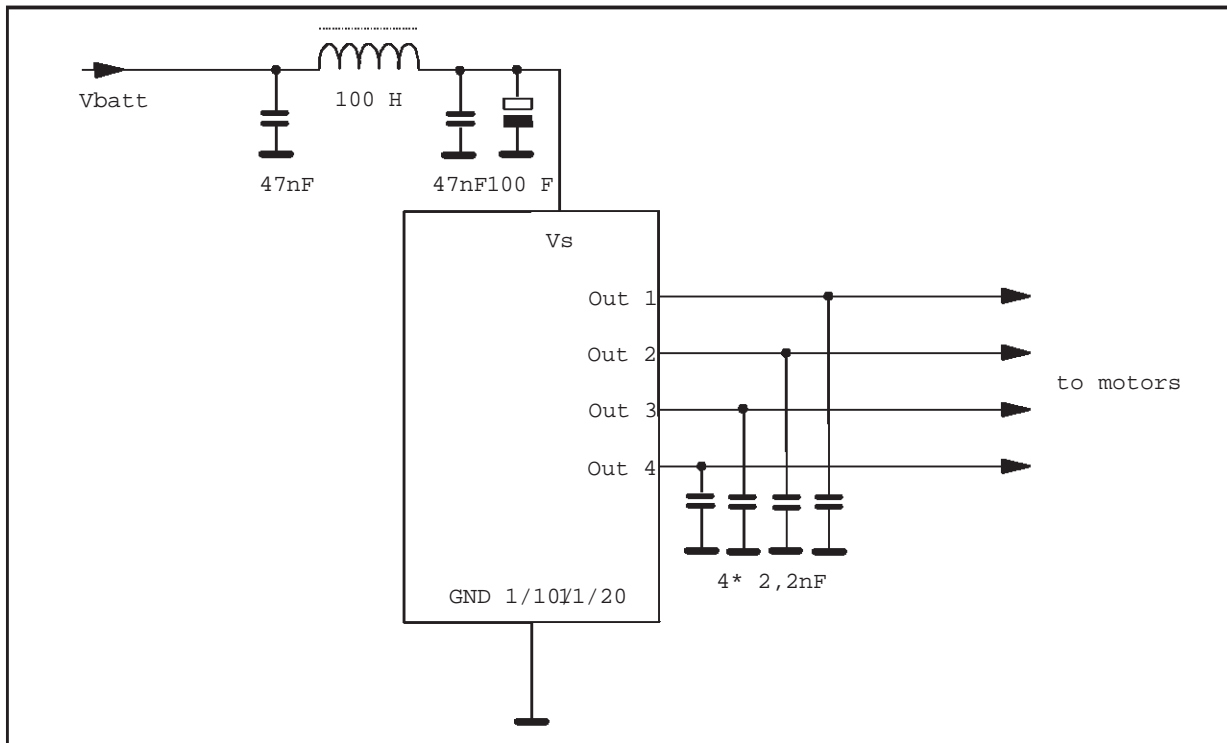 Vbatt
100 H
47nF
47nF100 F
Vs
Out 1
Out 2
to motors
Out 3
Out 4
4* 2,2nF
GND 1/10/11/20